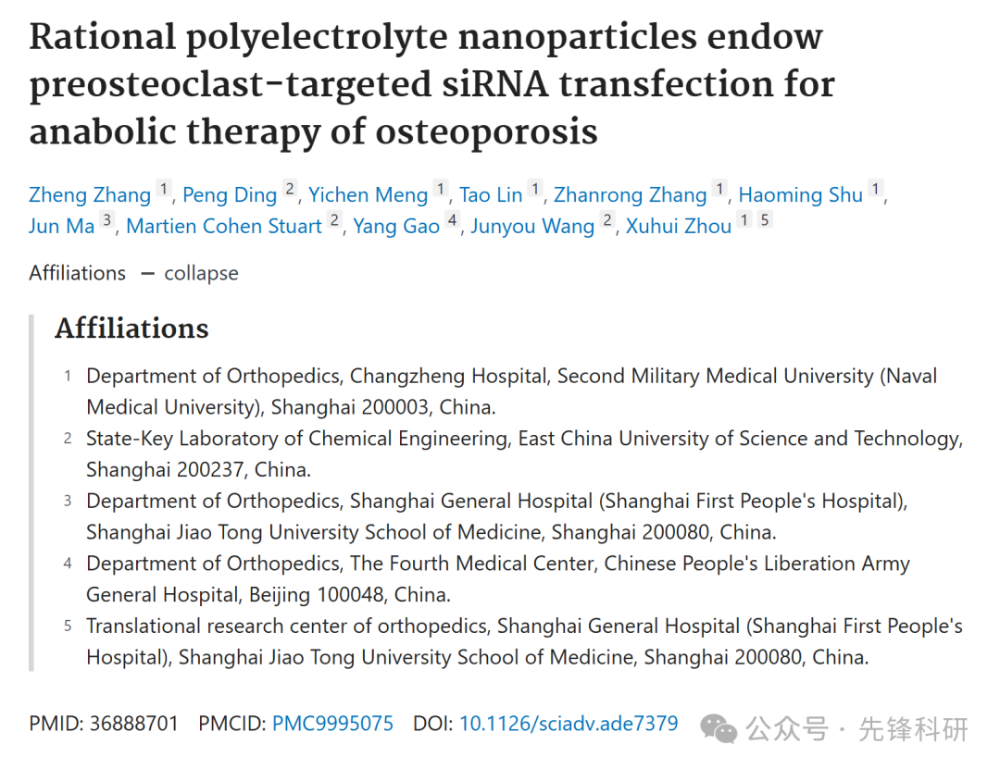 Rational polyelectrolyte nanoparticles endow
preosteoclast-targeted siRNA transfection for
anabolic therapy of osteoporosis
Zheng Zhang 1, Peng Ding 2, Yichen Meng 1, Tao Lin 1, Zhanrong Zhang 1, Haoming Shu 1,
Jun Ma 3, Martien Cohen Stuart 2, Yang Gao 4, Junyou Wang 2, Xuhui Zhou 1 5
Affiliations — collapse
Affiliations
1 Department of Orthopedics, Changzheng Hospital, Second Military Medical University (Naval
Medical University), Shanghai 200003, China.
2 State-Key Laboratory of Chemical Engineering, East China University of Science and Technology,
Shanghai 200237, China.
3 Department of Orthopedics, Shanghai General Hospital (Shanghai First People's Hospital),
Shanghai Jiao Tong University School of Medicine, Shanghai 200080, China.
4 Department of Orthopedics, The Fourth Medical Center, Chinese People's Liberation Army
General Hospital, Beijing 100048, China.
5 Translational research center of orthopedics, Shanghai General Hospital (Shanghai First People's
Hospital), Shanghai Jiao Tong University School of Medicine, Shanghai 200080, China.
PMID: 36888701 PMCID: PMC9995075 DOI: 10.1126/sciadv.ade7379 公众号 · 先锋科研